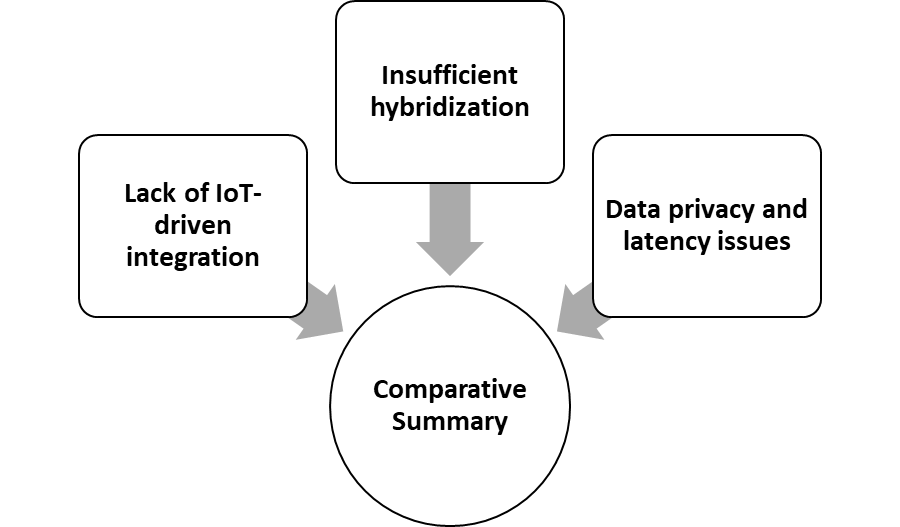 Insufficient
hybridization
Lack of IoT-
driven
integration
Data privacy and
latency issues
Comparative
Summary